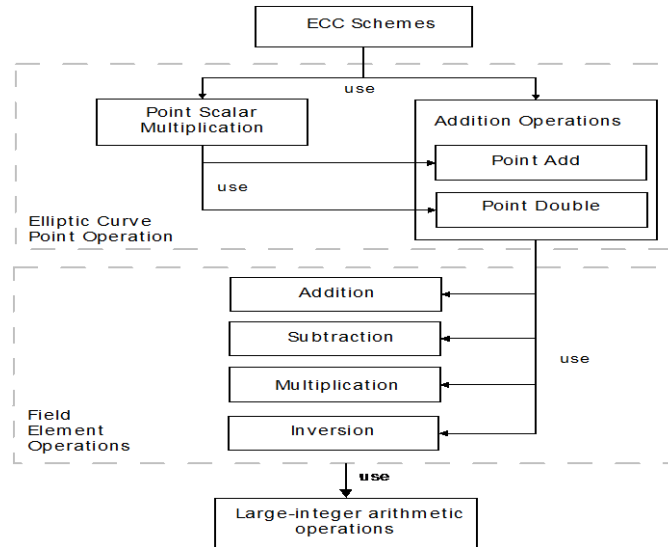 ECC Schemes
use
Point Scalar
Multiplication
Addition Operations
Point Add
use
Point Double
Elliptic Curve
Point Operation
Addition
Subtraction
use
Multiplication
Field
Element
Operations
Inversion
use
Large-integer arithmetic
operations